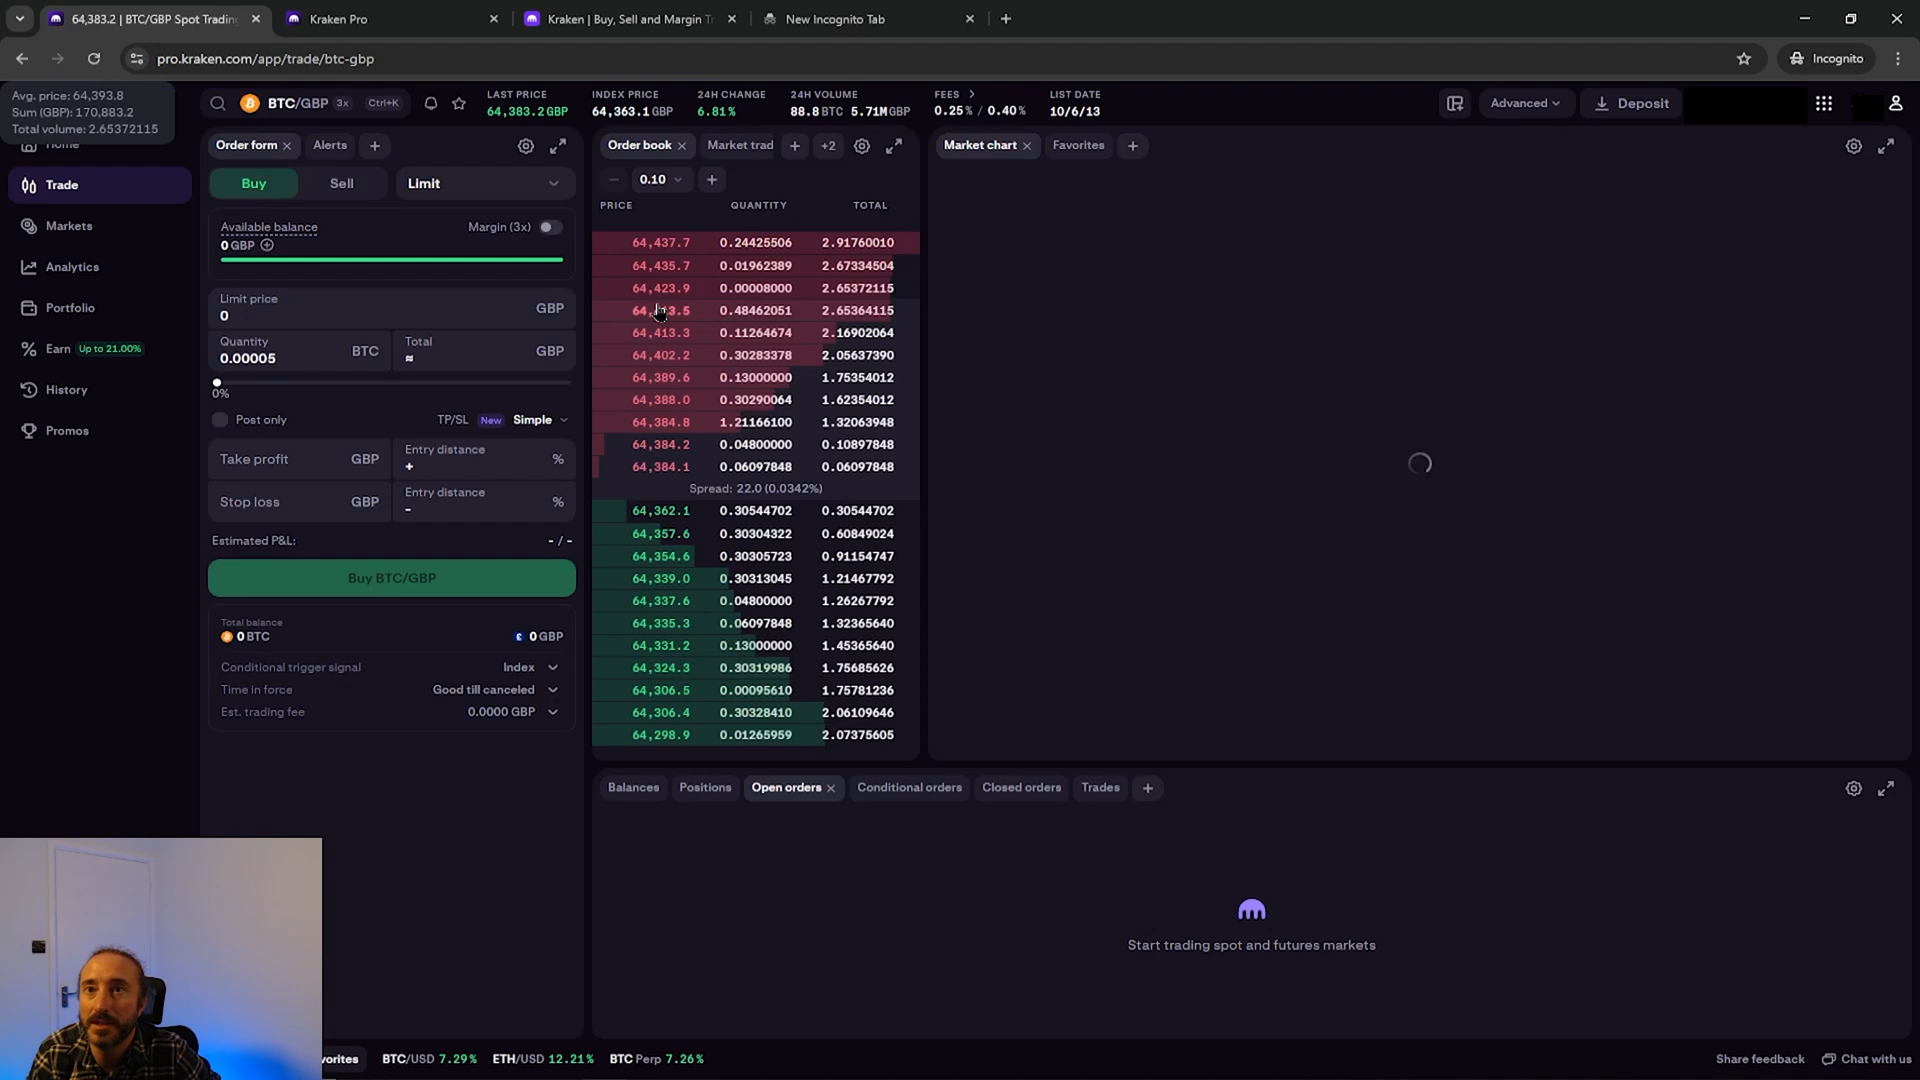 64,383.2 | BTC/GBP Spot Trading
Kraken Pro
Kraken | Buy, Sell and Margin T
New Incognito Tab
pro.kraken.com/app/trade/btc-gbp
Incognito
Avg. price: 64,393.8
Sum (GBP): 170,883.2
Total volume: 2.65372115
BTC/GBP 3x Ctrl+K
LAST PRICE
64,383.2 GBP
INDEX PRICE
64,363.1 GBP
24H CHANGE
6.81%
24H VOLUME
88.8 BTC 5.71M GBP
FEES
0.25% / 0.40%
LIST DATE
10/6/13
Advanced
Deposit
Home
Trade
Markets
Analytics
Portfolio
Earn Up to 21.00%
History
Promos
Order form
Alerts
Buy
Sell
Limit
Available balance
0 GBP
Margin (3x)
Limit price
0
GBP
Quantity
0.00005
BTC
Total
≈
GBP
0%
Post only
TP/SL New Simple
Take profit
GBP
Entry distance
+
%
Stop loss
GBP
Entry distance
-
%
Estimated P&L:
- / -
Buy BTC/GBP
Total balance
0 BTC
£ 0 GBP
Conditional trigger signal
Index
Time in force
Good till canceled
Est. trading fee
0.0000 GBP
Order book
Market trad
+2
0.10
PRICE QUANTITY TOTAL
64,437.7 0.24425506 2.91760010
64,435.7 0.01962389 2.67334504
64,423.9 0.00008000 2.65372115
0.48462051 2.65364115
64,413.3 0.11264674 2.16902064
64,402.2 0.30283378 2.05637390
64,389.6 0.13000000 1.75354012
64,388.0 0.30290064 1.62354012
64,384.8 1.21166100 1.32063948
64,384.2 0.04800000 0.10897848
64,384.1 0.06097848 0.06097848
Spread: 22.0 (0.0342%)
64,362.1 0.30544702 0.30544702
64,357.6 0.30304322 0.60849024
64,354.6 0.30305723 0.91154747
64,339.0 0.30313045 1.21467792
64,337.6 0.04800000 1.26267792
64,335.3 0.06097848 1.32365640
64,331.2 0.13000000 1.45365640
64,324.3 0.30319986 1.75685626
64,306.5 0.00095610 1.75781236
64,306.4 0.30328410 2.06109646
64,298.9 0.01265959 2.07375605
Market chart
Favorites
Balances
Positions
Open orders
Conditional orders
Closed orders
Trades
Start trading spot and futures markets
vorites
BTC/USD 7.29%
ETH/USD 12.21%
BTC Perp 7.26%
Share feedback
Chat with us